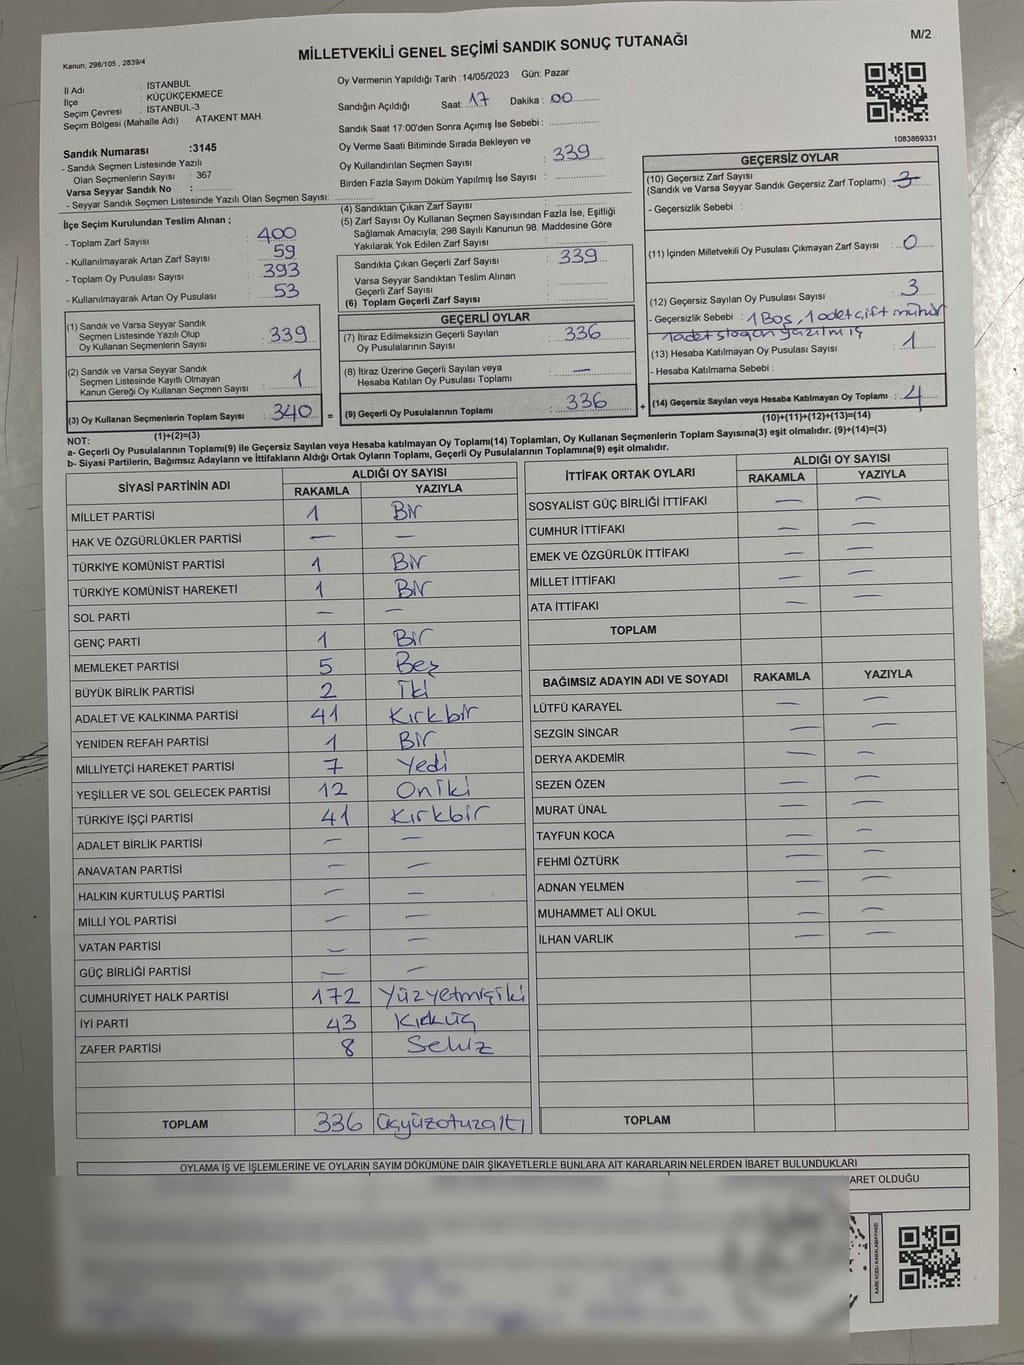 M/2
MİLLETVEKİLİ GENEL SEÇİMİ SANDIK SONUÇ TUTANAĞI
Kanun: 298/105 , 2839/4
İl Adı : İSTANBUL
İlçe : KÜÇÜKÇEKMECE
Seçim Çevresi : İSTANBUL-3
Seçim Bölgesi (Mahalle Adı) : ATAKENT MAH.
Sandık Numarası :3145
- Sandık Seçmen Listesinde Yazılı
Olan Seçmenlerin Sayısı : 367
Varsa Seyyar Sandık No :
- Seyyar Sandık Seçmen Listesinde Yazılı Olan Seçmen Sayısı:
İlçe Seçim Kurulundan Teslim Alınan ;
- Toplam Zarf Sayısı : 400
- Kullanılmayarak Artan Zarf Sayısı : 59
- Toplam Oy Pusulası Sayısı : 393
- Kullanılmayarak Artan Oy Pusulası : 53
(1) Sandık ve Varsa Seyyar Sandık
Seçmen Listesinde Yazılı Olup
Oy Kullanan Seçmenlerin Sayısı : 339
(2) Sandık ve Varsa Seyyar Sandık
Seçmen Listesinde Kayıtlı Olmayan
Kanun Gereği Oy Kullanan Seçmen Sayısı : 1
(3) Oy Kullanan Seçmenlerin Toplam Sayısı : 340
(1)+(2)=(3)
Oy Vermenin Yapıldığı Tarih :14/05/2023 Gün: Pazar
Sandığın Açıldığı Saat: 17 Dakika : 00
Sandık Saat 17:00'den Sonra Açımış İse Sebebi :
Oy Verme Saati Bitiminde Sırada Bekleyen ve
Oy Kullandırılan Seçmen Sayısı : 339
Birden Fazla Sayım Döküm Yapılmış İse Sayısı :
(4) Sandıktan Çıkan Zarf Sayısı
(5) Zarf Sayısı Oy Kullanan Seçmen Sayısından Fazla İse, Eşitliği
Sağlamak Amacıyla, 298 Sayılı Kanunun 98. Maddesine Göre
Yakılarak Yok Edilen Zarf Sayısı :
Sandıkta Çıkan Geçerli Zarf Sayısı : 339
Varsa Seyyar Sandıktan Teslim Alınan
Geçerli Zarf Sayısı :
(6) Toplam Geçerli Zarf Sayısı :
GEÇERLİ OYLAR
(7) İtiraz Edilmeksizin Geçerli Sayılan
Oy Pusulalarının Sayısı : 336
(8) İtiraz Üzerine Geçerli Sayılan veya
Hesaba Katılan Oy Pusulası Toplamı : —
= (9) Geçerli Oy Pusulalarının Toplamı : 336 +
1083869331
GEÇERSİZ OYLAR
(10) Geçersiz Zarf Sayısı
(Sandık ve Varsa Seyyar Sandık Geçersiz Zarf Toplamı) : 3
- Geçersizlik Sebebi :
(11) İçinden Milletvekili Oy Pusulası Çıkmayan Zarf Sayısı : 0
(12) Geçersiz Sayılan Oy Pusulası Sayısı : 3
- Geçersizlik Sebebi : 1 Boş, 1 adet çift mühür
1 adet slogan yazılmış
(13) Hesaba Katılmayan Oy Pusulası Sayısı : 1
- Hesaba Katılmama Sebebi :
(14) Geçersiz Sayılan veya Hesaba Katılmayan Oy Toplamı : 4
(10)+(11)+(12)+(13)=(14)
NOT:
a- Geçerli Oy Pusulalarının Toplamı(9) ile Geçersiz Sayılan veya Hesaba katılmayan Oy Toplamı(14) Toplamları, Oy Kullanan Seçmenlerin Toplam Sayısına(3) eşit olmalıdır. (9)+(14)=(3)
b- Siyasi Partilerin, Bağımsız Adayların ve İttifakların Aldığı Ortak Oyların Toplamı, Geçerli Oy Pusulalarının Toplamına(9) eşit olmalıdır.
SİYASİ PARTİNİN ADI ALDIĞI OY SAYISI
RAKAMLA YAZIYLA
MİLLET PARTİSİ 1 Bir
HAK VE ÖZGÜRLÜKLER PARTİSİ — —
TÜRKİYE KOMÜNİST PARTİSİ 1 Bir
TÜRKİYE KOMÜNİST HAREKETİ 1 Bir
SOL PARTİ — —
GENÇ PARTİ 1 Bir
MEMLEKET PARTİSİ 5 Beş
BÜYÜK BİRLİK PARTİSİ 2 İki
ADALET VE KALKINMA PARTİSİ 41 Kırkbir
YENİDEN REFAH PARTİSİ 1 Bir
MİLLİYETÇİ HAREKET PARTİSİ 7 Yedi
YEŞİLLER VE SOL GELECEK PARTİSİ 12 Oniki
TÜRKİYE İŞÇİ PARTİSİ 41 Kırkbir
ADALET BİRLİK PARTİSİ — —
ANAVATAN PARTİSİ — —
HALKIN KURTULUŞ PARTİSİ — —
MİLLİ YOL PARTİSİ — —
VATAN PARTİSİ — —
GÜÇ BİRLİĞİ PARTİSİ — —
CUMHURİYET HALK PARTİSİ 172 Yüzyetmişiki
İYİ PARTİ 43 Kırküç
ZAFER PARTİSİ 8 Sekiz
TOPLAM 336 Üçyüzotuzaltı
İTTİFAK ORTAK OYLARI ALDIĞI OY SAYISI
RAKAMLA YAZIYLA
SOSYALİST GÜÇ BİRLİĞİ İTTİFAKI — —
CUMHUR İTTİFAKI — —
EMEK VE ÖZGÜRLÜK İTTİFAKI — —
MİLLET İTTİFAKI — —
ATA İTTİFAKI — —
TOPLAM
BAĞIMSIZ ADAYIN ADI VE SOYADI RAKAMLA YAZIYLA
LÜTFÜ KARAYEL — —
SEZGİN SİNCAR — —
DERYA AKDEMİR — —
SEZEN ÖZEN — —
MURAT ÜNAL — —
TAYFUN KOCA — —
FEHMİ ÖZTÜRK — —
ADNAN YELMEN — —
MUHAMMET ALİ OKUL — —
İLHAN VARLIK — —
TOPLAM
OYLAMA İŞ VE İŞLEMLERİNE VE OYLARIN SAYIM DÖKÜMÜNE DAİR ŞİKAYETLERLE BUNLARA AİT KARARLARIN NELERDEN İBARET BULUNDUKLARI
ARET OLDUĞU
KARE KODU KARALAMAYINIZ!